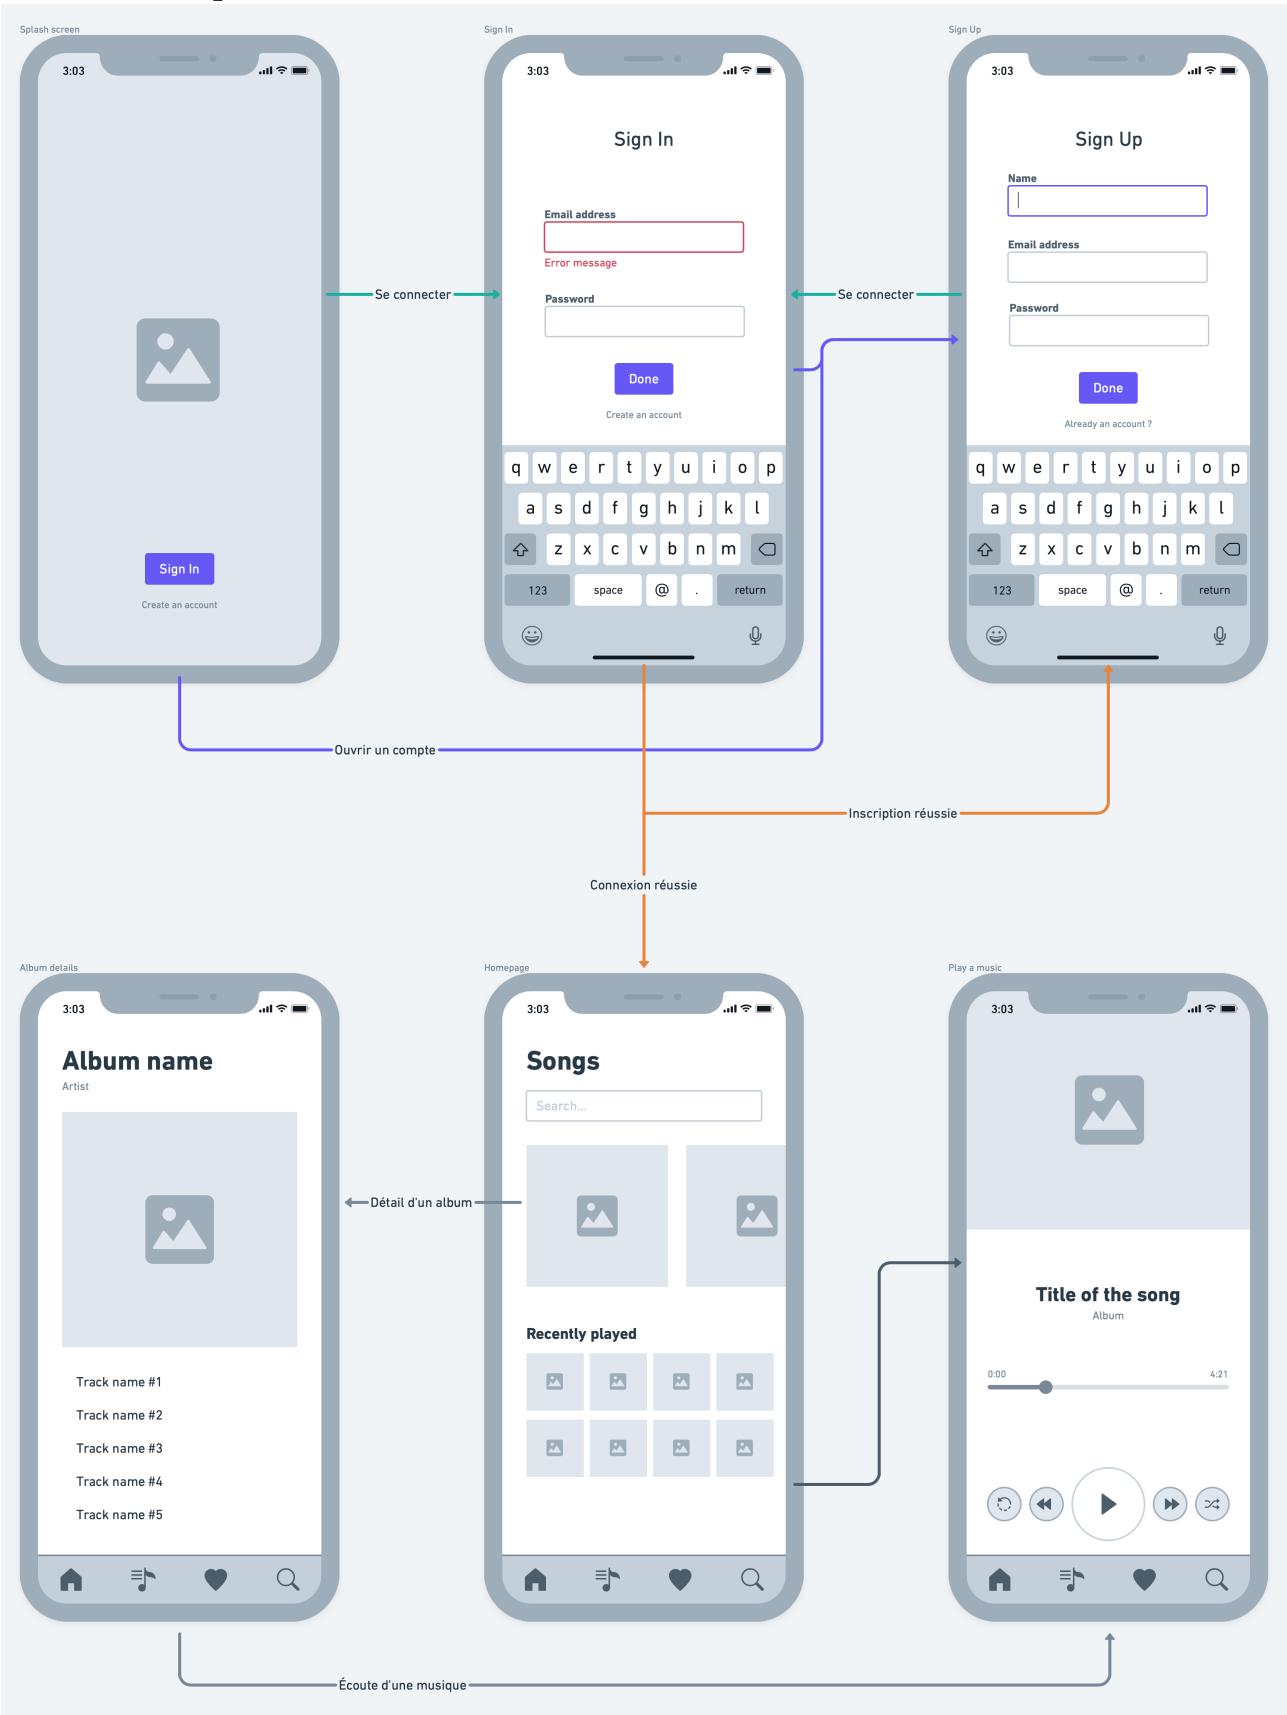 Splash screen
3:03
Sign In
Create an account
Sign In
3:03
Sign In
Email address
Error message
Password
Done
Create an account
q w e r t y u i o p
a s d f g h j k l
z x c v b n m
123 space @ . return
Sign Up
3:03
Sign Up
Name
Email address
Password
Done
Already an account ?
q w e r t y u i o p
a s d f g h j k l
z x c v b n m
123 space @ . return
Se connecter
Se connecter
Ouvrir un compte
Inscription réussie
Connexion réussie
Album details
3:03
Album name
Artist
Track name #1
Track name #2
Track name #3
Track name #4
Track name #5
Détail d'un album
Homepage
3:03
Songs
Search...
Recently played
Play a music
3:03
Title of the song
Album
0:00 4:21
Écoute d'une musique